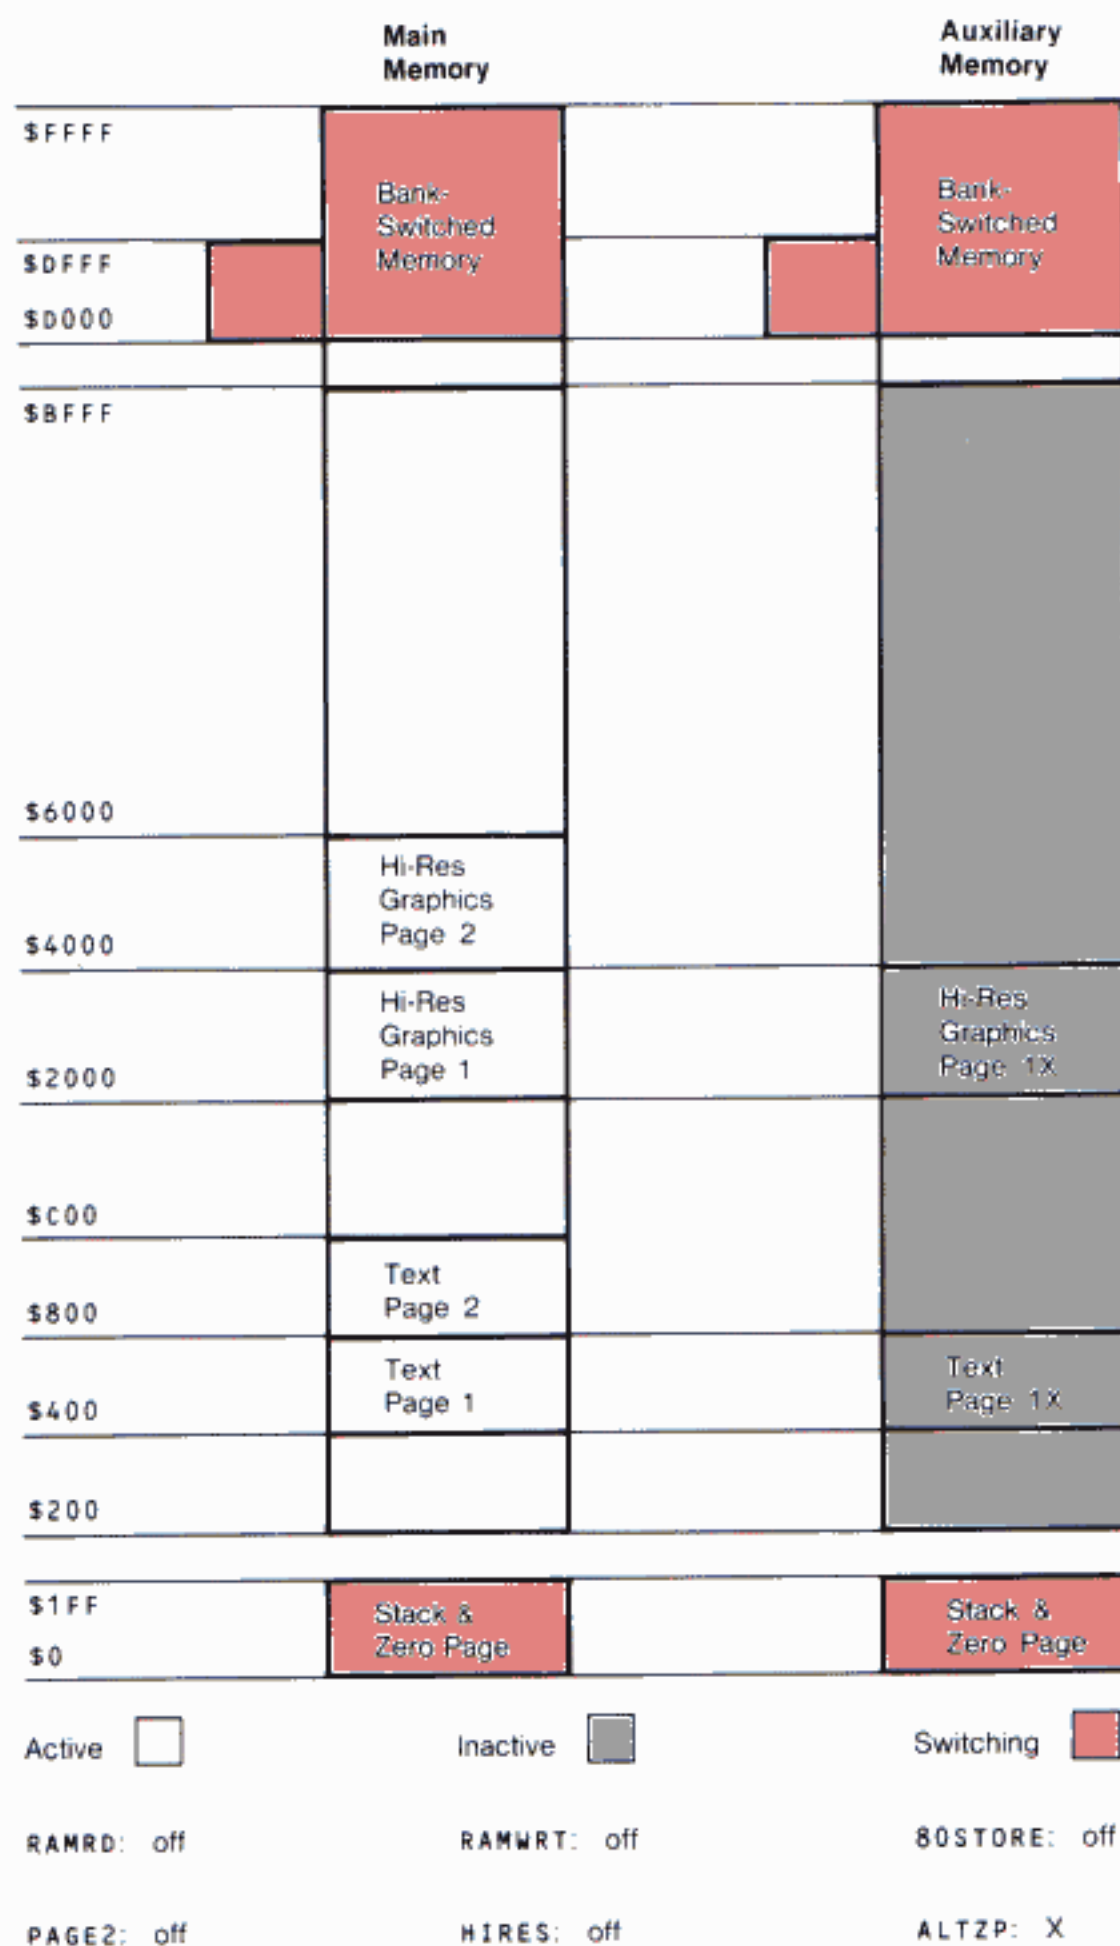 Main
Memory
Auxiliary
Memory
$FFFF
Bank-
Switched
Memory
Bank-
Switched
Memory
$DFFF
$D000
$BFFF
$6000
Hi-Res
Graphics
Page 2
$4000
Hi-Res
Graphics
Page 1
Hi-Res
Graphics
Page 1X
$2000
$C00
Text
Page 2
$800
Text
Page 1
Text
Page 1X
$400
$200
$1FF
Stack &
Zero Page
Stack &
Zero Page
$0
Active
Inactive
Switching
RAMRD: off
RAMWRT: off
80STORE: off
PAGE2: off
HIRES: off
ALTZP: X